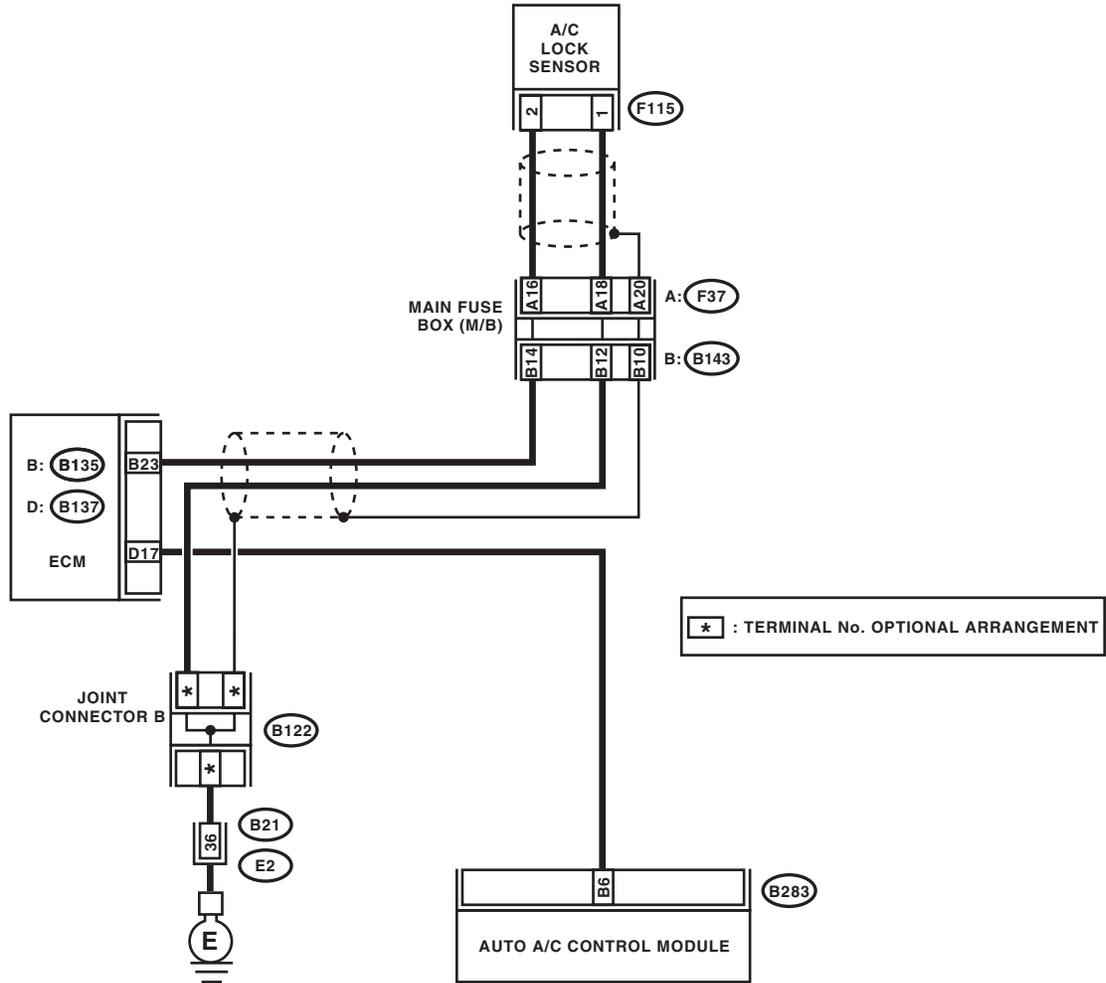 A/C
LOCK
SENSOR
2
1
F115
A16
A18
A20
A: F37
MAIN FUSE
BOX (M/B)
B14
B12
B10
B: B143
B: B135
B23
D: B137
D17
ECM
* : TERMINAL No. OPTIONAL ARRANGEMENT
*
*
JOINT
CONNECTOR B
B122
*
36
B21
E2
E
B6
B283
AUTO A/C CONTROL MODULE